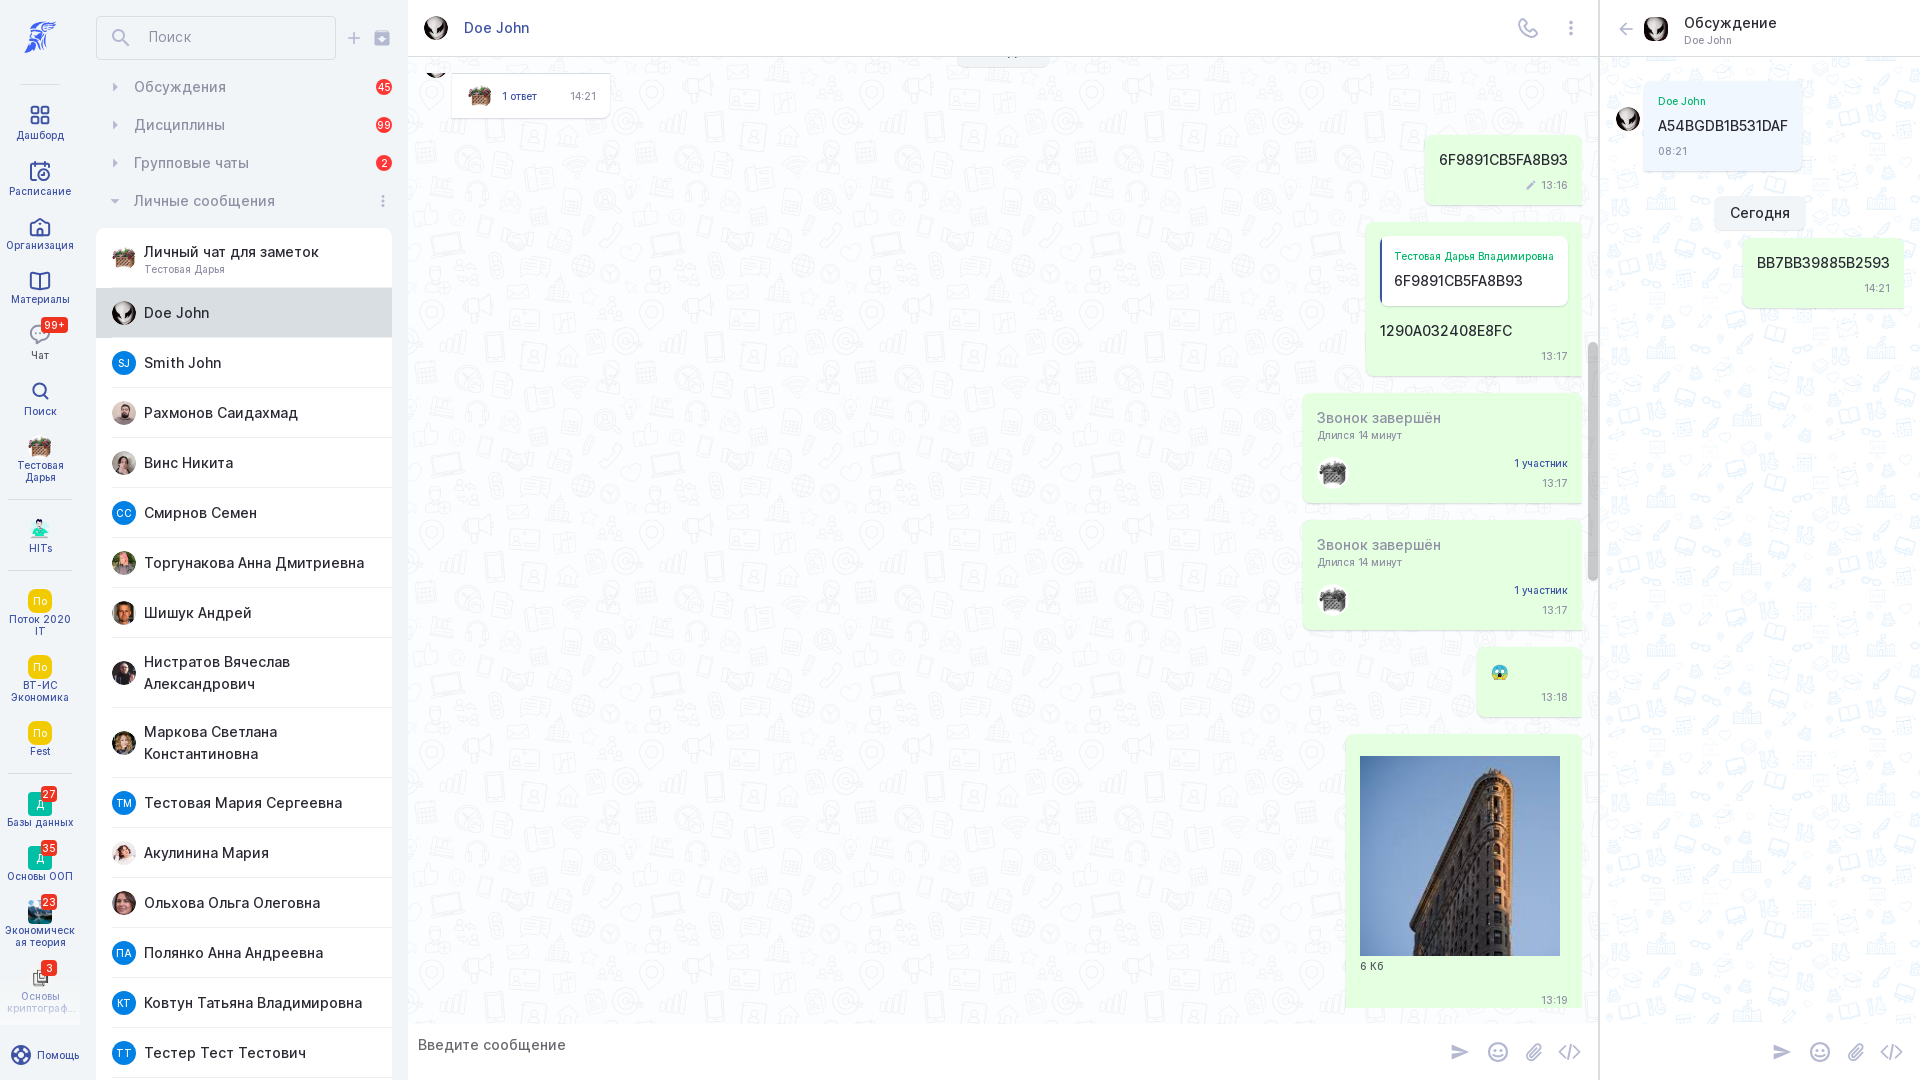 Дашборд
Расписание
Организация
Материалы
99+
Чат
Поиск
Тестовая
Дарья
HITs
По
Поток 2020
IT
По
ВТ-ИС
Экономика
По
Fest
27
Д
Базы данных
35
Д
Основы ООП
23
Экономическ
ая теория
3
Основы
криптограф...
Помощь
Поиск
Обсуждения
45
Дисциплины
99
Групповые чаты
2
Личные сообщения
Личный чат для заметок
Тестовая Дарья
Doe John
SJ
Smith John
Рахмонов Саидахмад
Винс Никита
СС
Смирнов Семен
Торгунакова Анна Дмитриевна
Шишук Андрей
Нистратов Вячеслав
Александрович
Маркова Светлана
Константиновна
ТМ
Тестовая Мария Сергеевна
Акулинина Мария
Ольхова Ольга Олеговна
ПА
Полянко Анна Андреевна
КТ
Ковтун Татьяна Владимировна
ТТ
Тестер Тест Тестович
Doe John
1 ответ
14:21
6F9891CB5FA8B93
13:16
Тестовая Дарья Владимировна
6F9891CB5FA8B93
1290A032408E8FC
13:17
Звонок завершён
Длился 14 минут
1 участник
13:17
Звонок завершён
Длился 14 минут
1 участник
13:17
13:18
6 Кб
13:19
Введите сообщение
Обсуждение
Doe John
Doe John
A54BGDB1B531DAF
08:21
Сегодня
BB7BB39885B2593
14:21